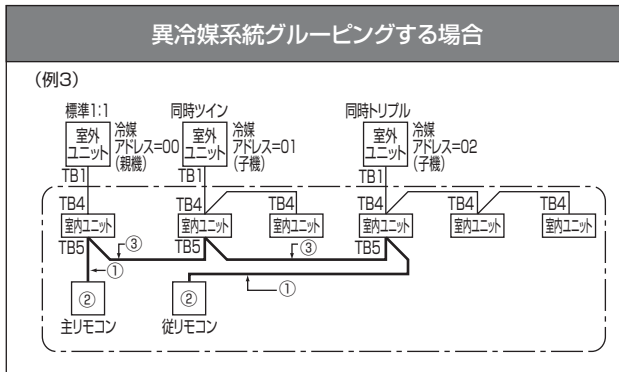 異冷媒系統グルーピングする場合
(例3)
標準1:1
同時ツイン
同時トリプル
室外
ユニット
冷媒
アドレス=00
(親機)
室外
ユニット
冷媒
アドレス=01
(子機)
室外
ユニット
冷媒
アドレス=02
(子機)
TB1
TB1
TB1
TB4
TB4
TB4
TB4
TB4
TB4
室内ユニット
室内ユニット
室内ユニット
室内ユニット
室内ユニット
室内ユニット
TB5
TB5
TB5
③
③
①
①
②
②
主リモコン
従リモコン